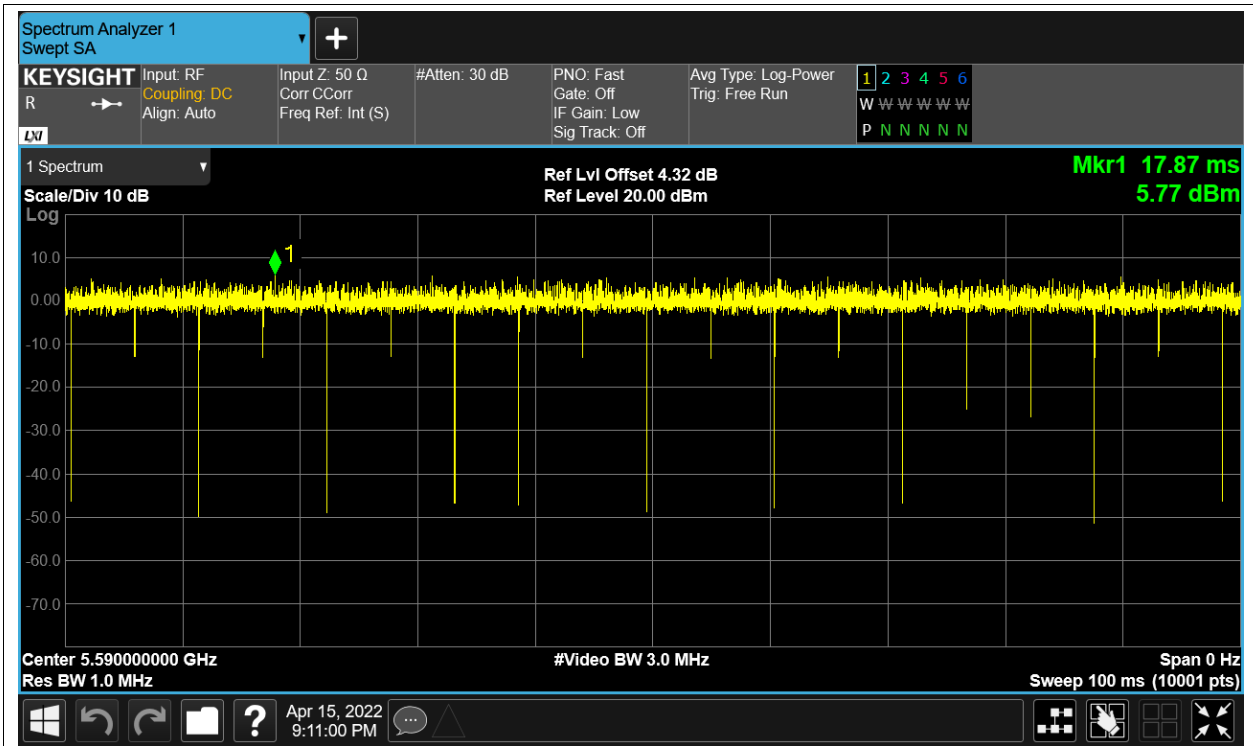 Spectrum Analyzer 1
Swept SA
KEYSIGHT
R
LXI
Input: RF
Coupling: DC
Align: Auto
Input Z: 50 Ω
Corr CCorr
Freq Ref: Int (S)
#Atten: 30 dB
PNO: Fast
Gate: Off
IF Gain: Low
Sig Track: Off
Avg Type: Log-Power
Trig: Free Run
1 2 3 4 5 6
W W W W W W
P N N N N N
1 Spectrum
Scale/Div 10 dB
Log
Ref Lvl Offset 4.32 dB
Ref Level 20.00 dBm
Mkr1 17.87 ms
5.77 dBm
1
10.0
0.00
-10.0
-20.0
-30.0
-40.0
-50.0
-60.0
-70.0
Center 5.590000000 GHz
Res BW 1.0 MHz
#Video BW 3.0 MHz
Span 0 Hz
Sweep 100 ms (10001 pts)
?
Apr 15, 2022
9:11:00 PM